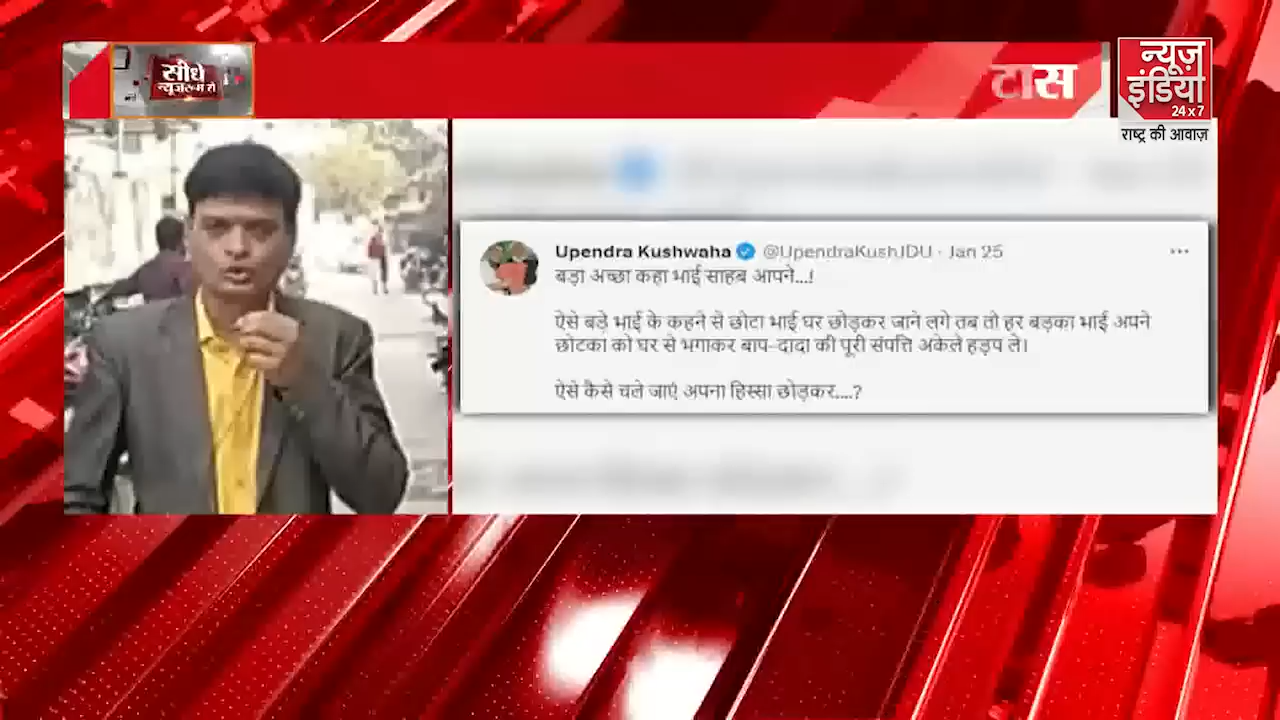 सीधे
न्यूज़रूम से
टास
न्यूज़
इंडिया
24x7
राष्ट्र की आवाज़
Upendra Kushwaha @UpendraKushJDU · Jan 25
बड़ा अच्छा कहा भाई साहब आपने...!
ऐसे बड़े भाई के कहने से छोटा भाई घर छोड़कर जाने लगे तब तो हर बड़का भाई अपने
छोटका को घर से भगाकर बाप-दादा की पूरी संपत्ति अकेले हड़प ले।
ऐसे कैसे चले जाएं अपना हिस्सा छोड़कर....?